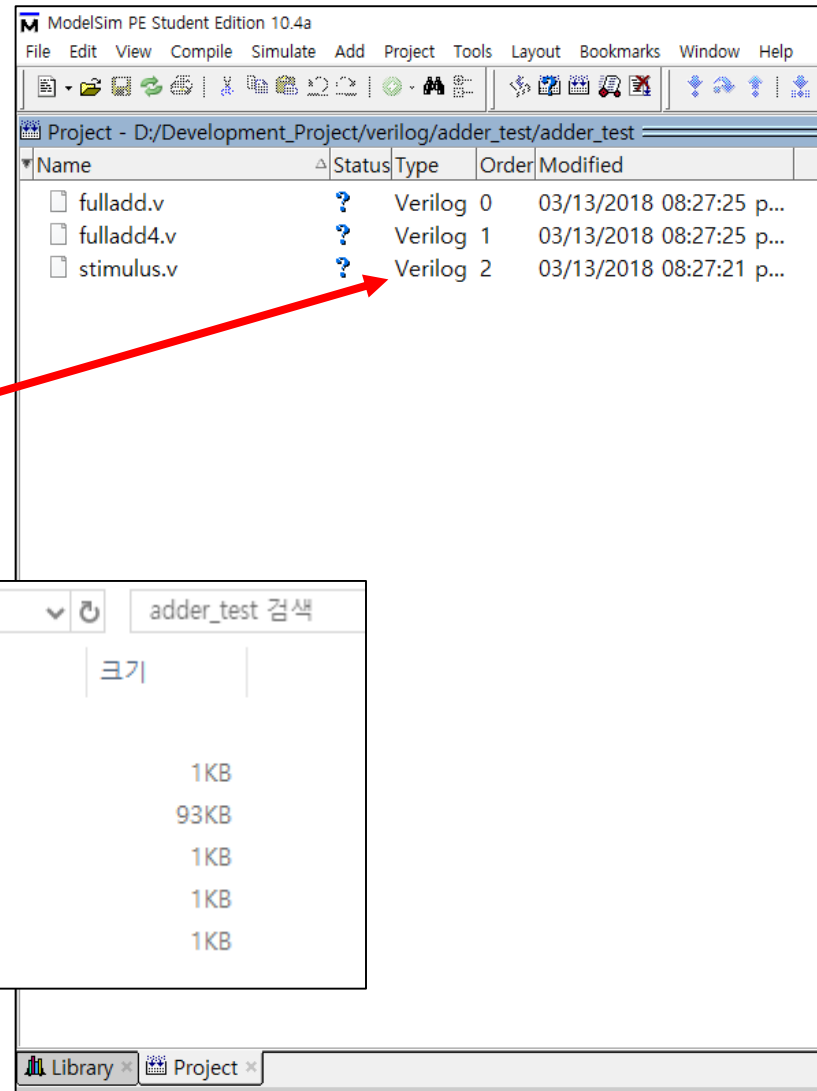 ModelSim PE Student Edition 10.4a
File Edit View Compile Simulate Add Project Tools Layout Bookmarks Window Help
Project - D:/Development_Project/verilog/adder_test/adder_test
Name Status Type Order Modified
fulladd.v ? Verilog 0 03/13/2018 08:27:25 p...
fulladd4.v ? Verilog 1 03/13/2018 08:27:25 p...
stimulus.v ? Verilog 2 03/13/2018 08:27:21 p...
adder_test 검색
크기
1KB
93KB
1KB
1KB
1KB
Library Project